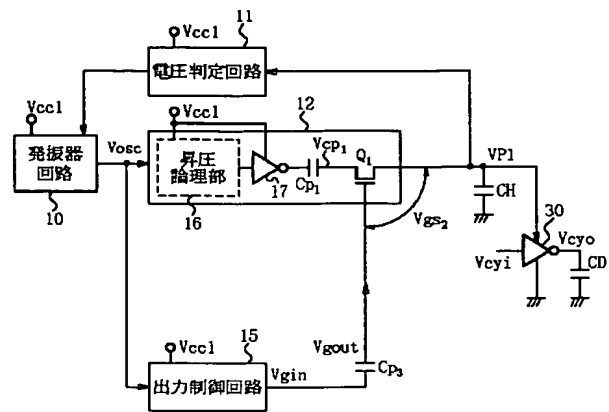 Vcc1
11
電圧判定回路
Vcc1
発振器
回路
10
Vosc
Vcc1
12
昇圧
論理部
16
17
Cp1
Vcp1
Q1
VP1
CH
Vgs2
30
Vcyi
Vcyo
CD
Vcc1
15
出力制御回路
Vgin
Vgout
Cp3